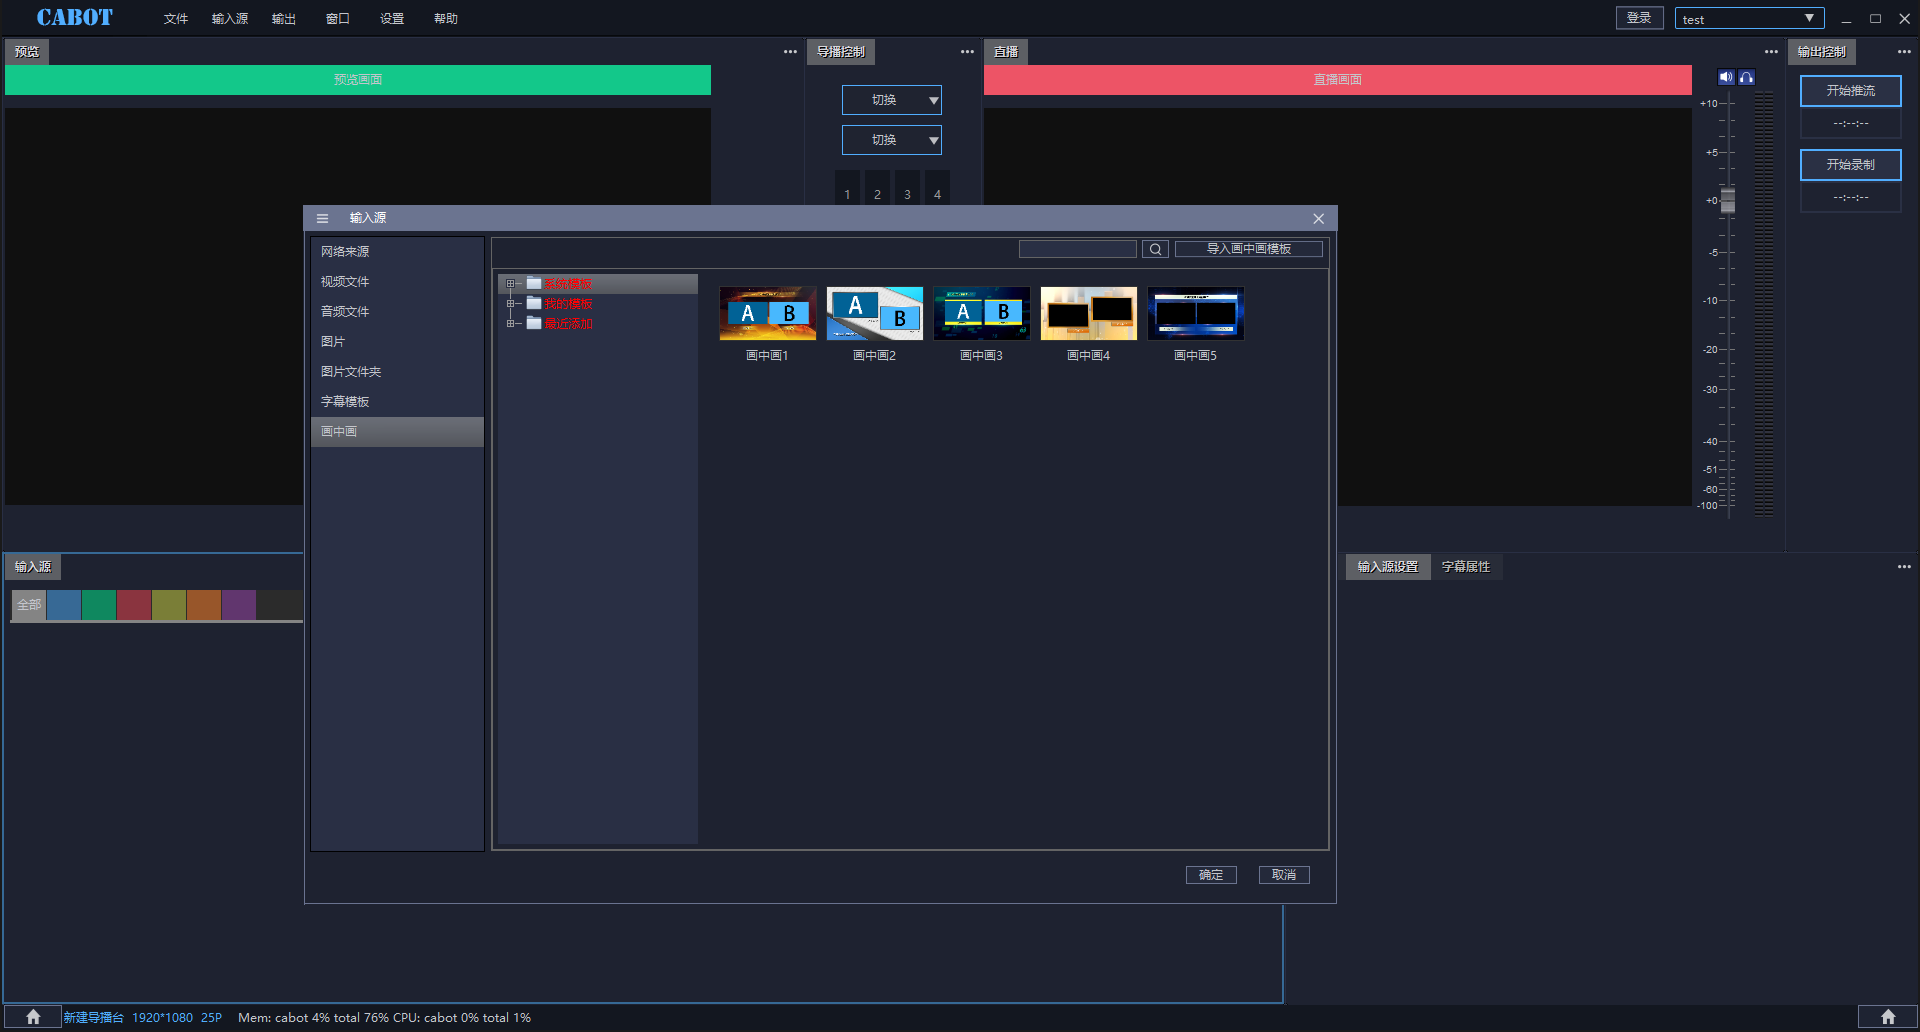 CABOT 文件 输入源 输出 窗口 设置 帮助 登录 test
预览 ••• 导播控制 ••• 直播 ••• 输出控制 •••
预览画面
直播画面
切换
切换
1 2 3 4
+10
+5
+0
-5
-10
-20
-30
-40
-51
-60
-100
开始推流
--:--:--
开始录制
--:--:--
输入源
网络来源
视频文件
音频文件
图片
图片文件夹
字幕模板
画中画
导入画中画模板
系统模板
我的模板
最近添加
A B
A B
A B
画中画1 画中画2 画中画3 画中画4 画中画5
确定 取消
输入源
全部
输入源设置 字幕属性 •••
新建导播台 1920*1080 25P Mem: cabot 4% total 76% CPU: cabot 0% total 1%